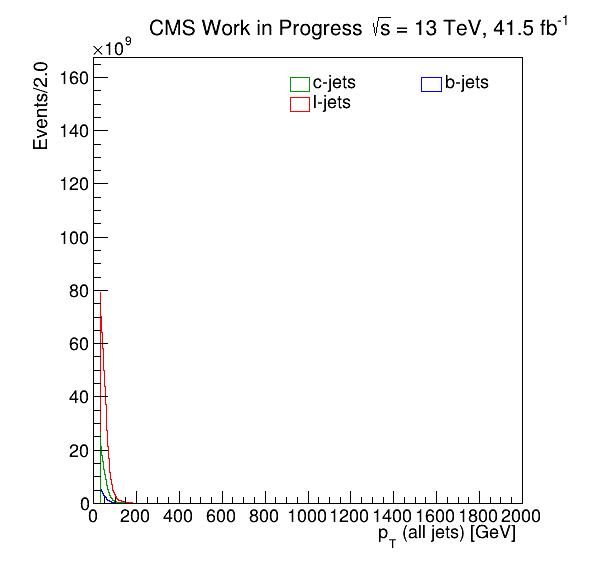 CMS Work in Progress √s = 13 TeV, 41.5 fb⁻¹
×10⁹
Events/2.0
160
140
120
100
80
60
40
20
0
c-jets
b-jets
l-jets
0 200 400 600 800 1000 1200 1400 1600 1800 2000
p_T (all jets) [GeV]